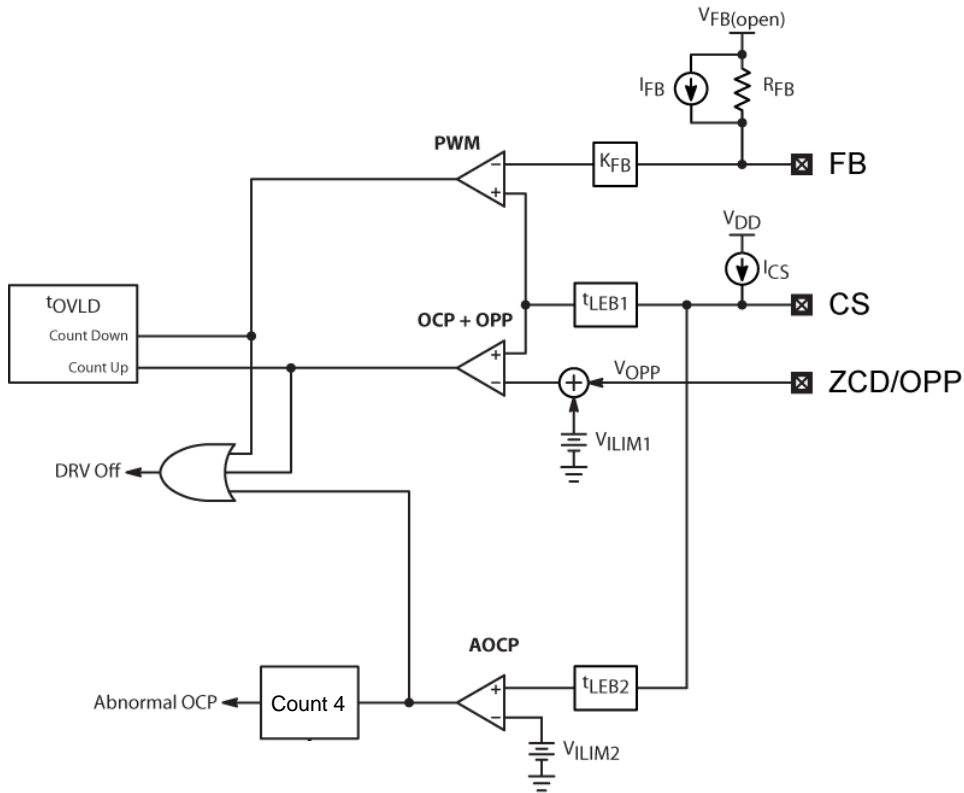 VFB(open)
IFB
RFB
PWM
−
+
KFB
FB
VDD
ICS
tOVLD
Count Down
Count Up
OCP + OPP
+
−
tLEB1
CS
VOPP
+
ZCD/OPP
VILIM1
DRV Off
AOCP
+
−
tLEB2
Abnormal OCP
Count 4
VILIM2